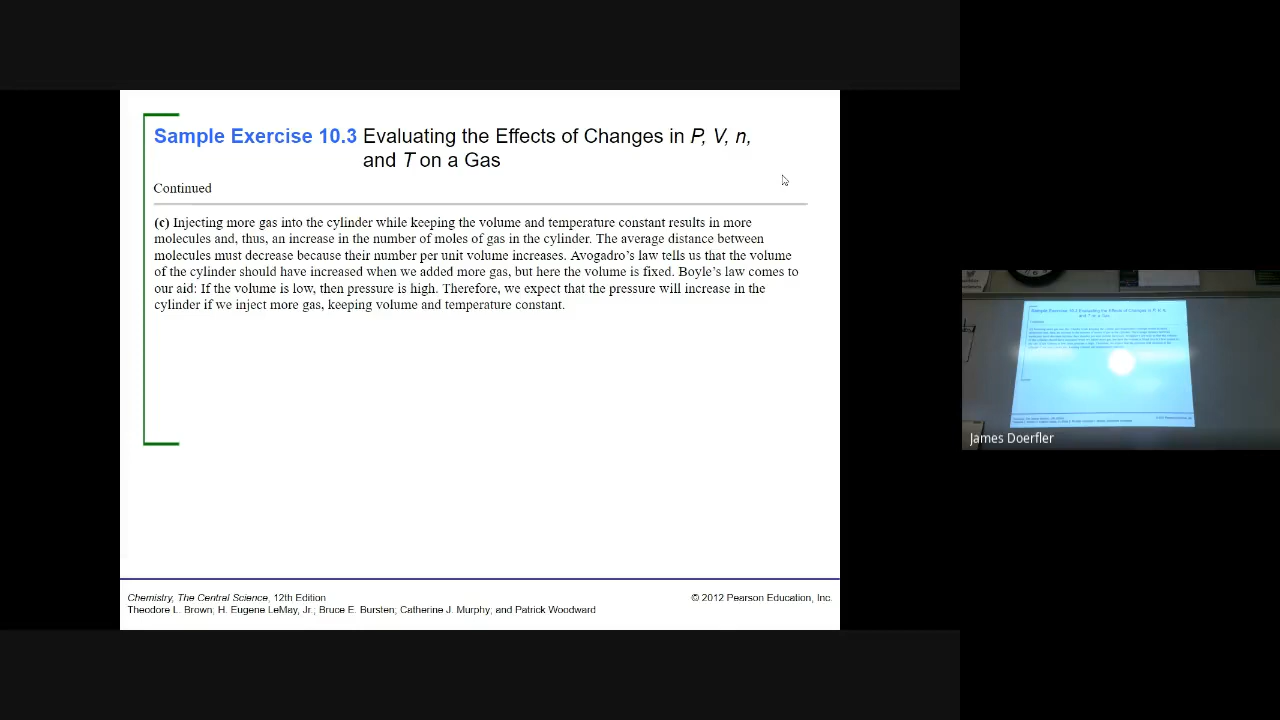 Sample Exercise 10.3 Evaluating the Effects of Changes in P, V, n,
and T on a Gas
Continued
(c) Injecting more gas into the cylinder while keeping the volume and temperature constant results in more
molecules and, thus, an increase in the number of moles of gas in the cylinder. The average distance between
molecules must decrease because their number per unit volume increases. Avogadro’s law tells us that the volume
of the cylinder should have increased when we added more gas, but here the volume is fixed. Boyle’s law comes to
our aid: If the volume is low, then pressure is high. Therefore, we expect that the pressure will increase in the
cylinder if we inject more gas, keeping volume and temperature constant.
Chemistry, The Central Science, 12th Edition
Theodore L. Brown; H. Eugene LeMay, Jr.; Bruce E. Bursten; Catherine J. Murphy; and Patrick Woodward
© 2012 Pearson Education, Inc.
James Doerfler